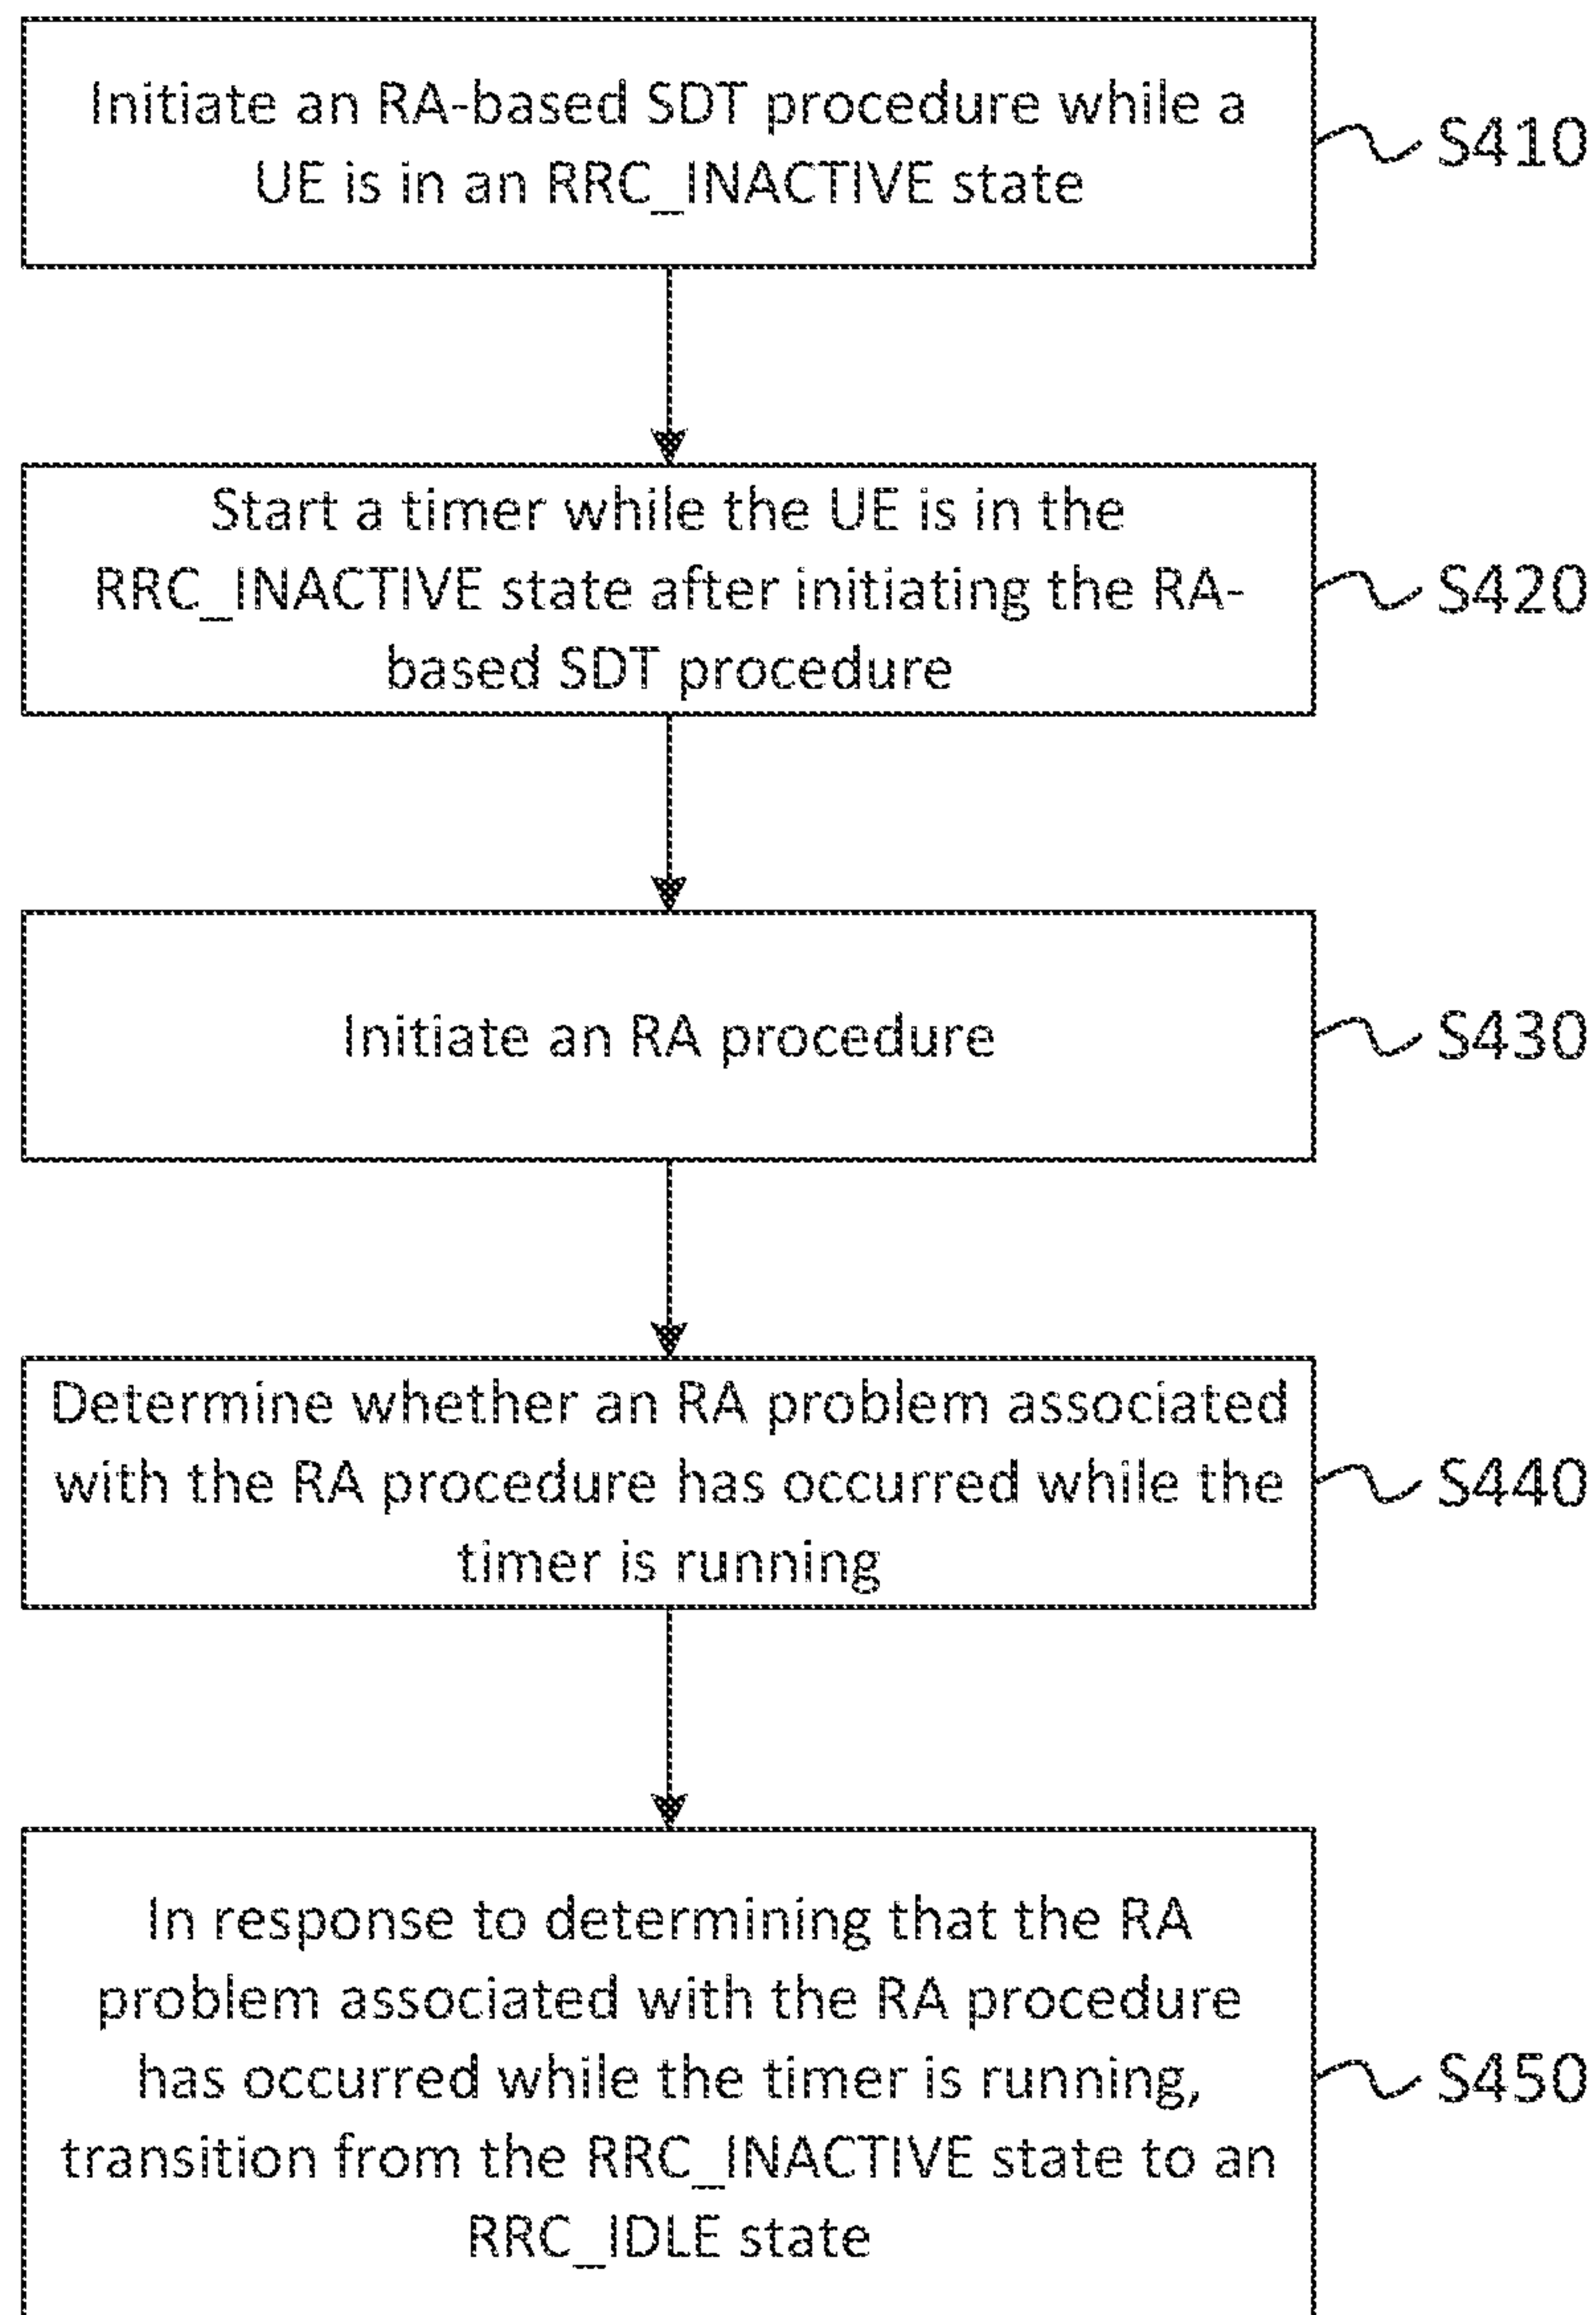 Initiate an RA-based SDT procedure while a
UE is in an RRC_INACTIVE state
S410
Start a timer while the UE is in the
RRC_INACTIVE state after initiating the RA-
based SDT procedure
S420
Initiate an RA procedure
S430
Determine whether an RA problem associated
with the RA procedure has occurred while the
timer is running
S440
In response to determining that the RA
problem associated with the RA procedure
has occurred while the timer is running,
transition from the RRC_INACTIVE state to an
RRC_IDLE state
S450